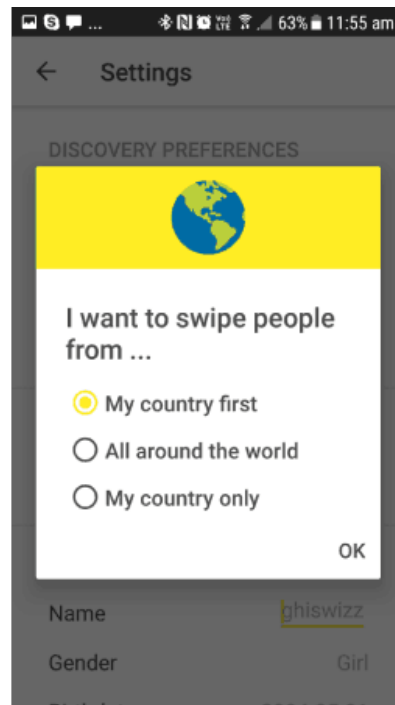 ... VoLTE 63% 11:55 am
Settings
DISCOVERY PREFERENCES
I want to swipe people
from ...
My country first
All around the world
My country only
OK
Name ghiswizz
Gender Girl